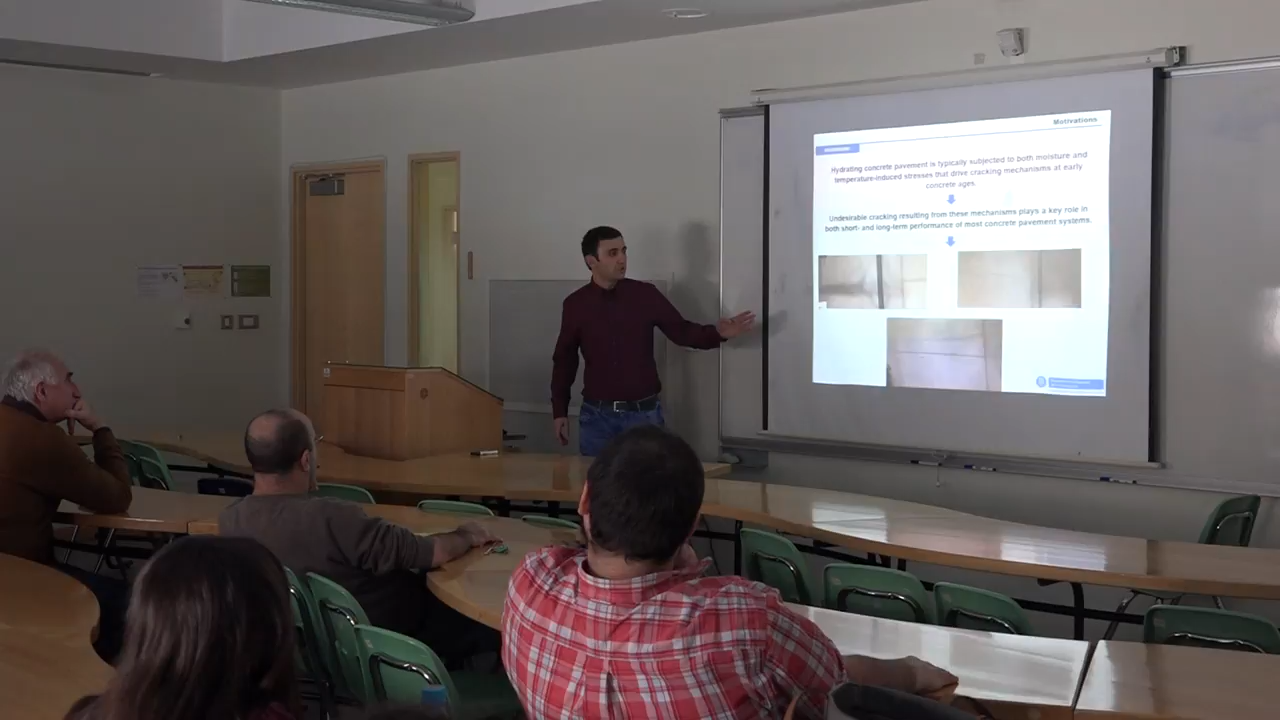 Motivations
Hydrating concrete pavement is typically subjected to both moisture and
temperature-induced stresses that drive cracking mechanisms at early
concrete ages.
Undesirable cracking resulting from these mechanisms plays a key role in
both short- and long-term performance of most concrete pavement systems.